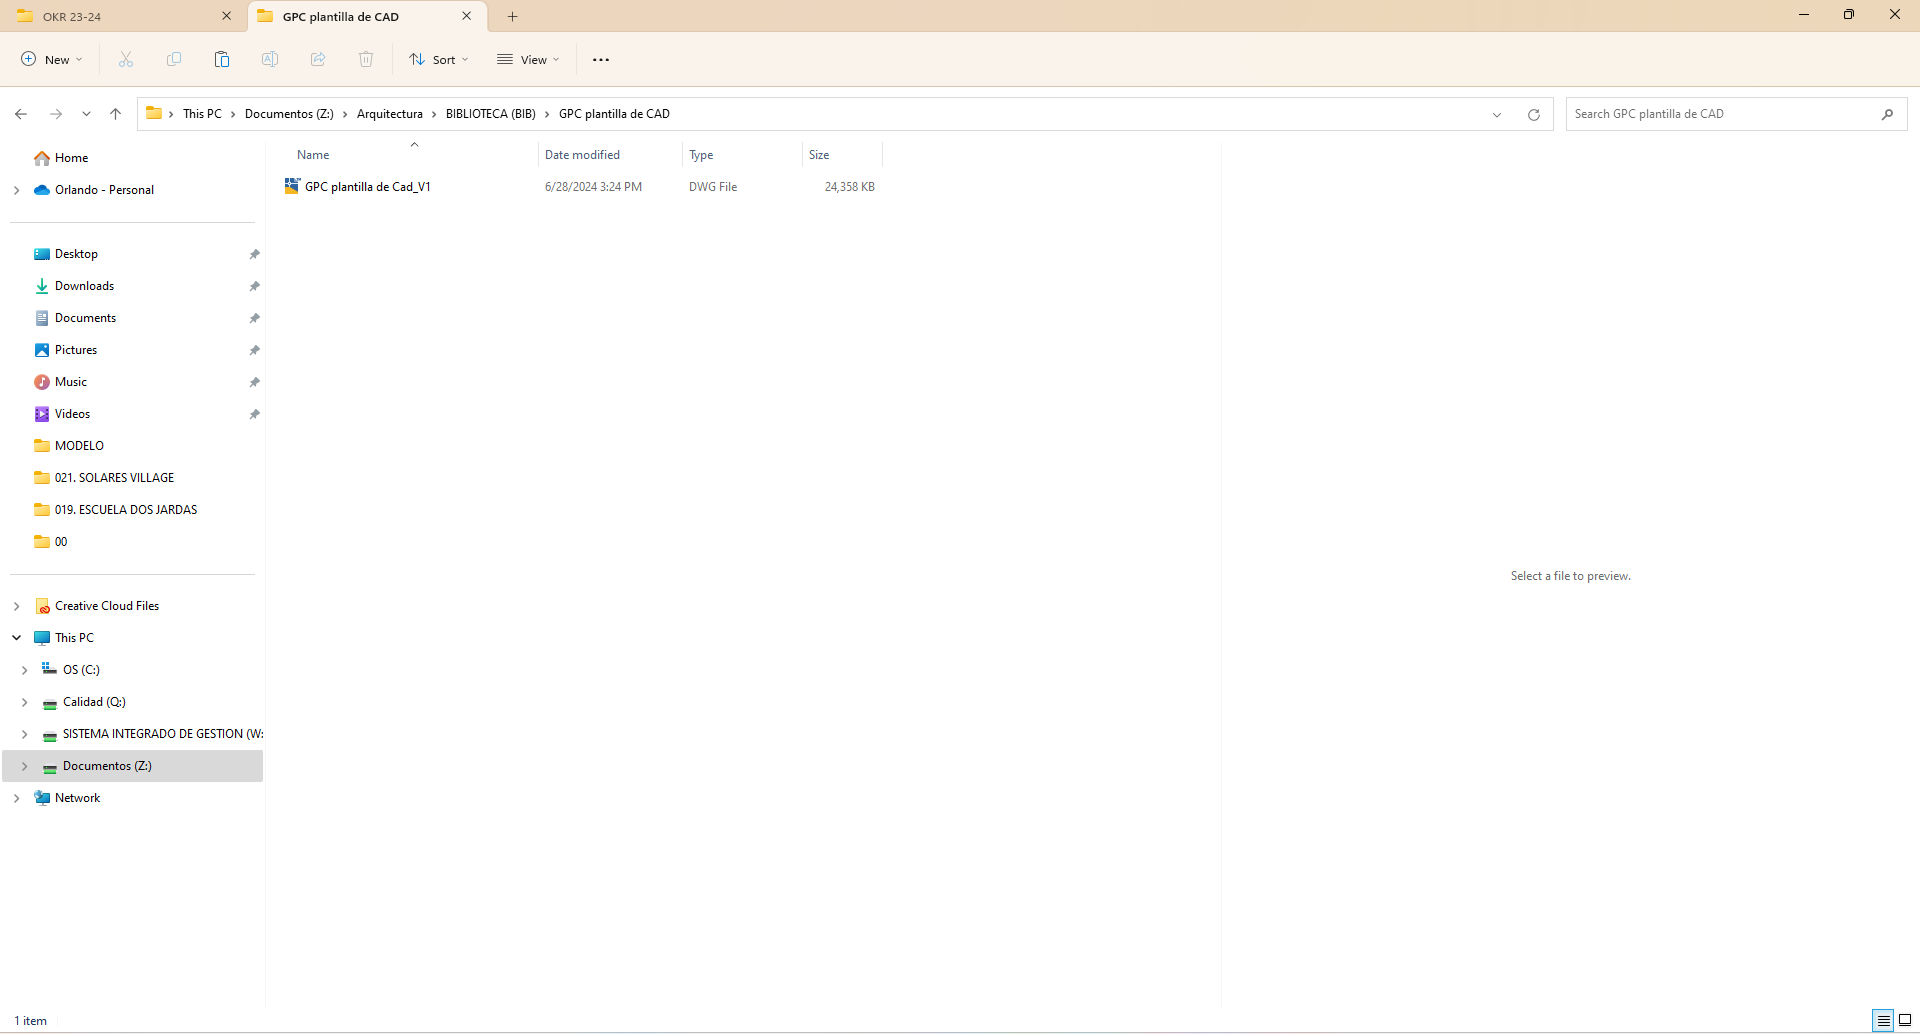 OKR 23-24
GPC plantilla de CAD
New
Sort
View
This PC
Documentos (Z:)
Arquitectura
BIBLIOTECA (BIB)
GPC plantilla de CAD
Search GPC plantilla de CAD
Name
Date modified
Type
Size
GPC plantilla de Cad_V1
6/28/2024 3:24 PM
DWG File
24,358 KB
Home
Orlando - Personal
Desktop
Downloads
Documents
Pictures
Music
Videos
MODELO
021. SOLARES VILLAGE
019. ESCUELA DOS JARDAS
00
Creative Cloud Files
This PC
OS (C:)
Calidad (Q:)
SISTEMA INTEGRADO DE GESTION (W:
Documentos (Z:)
Network
Select a file to preview.
1 item